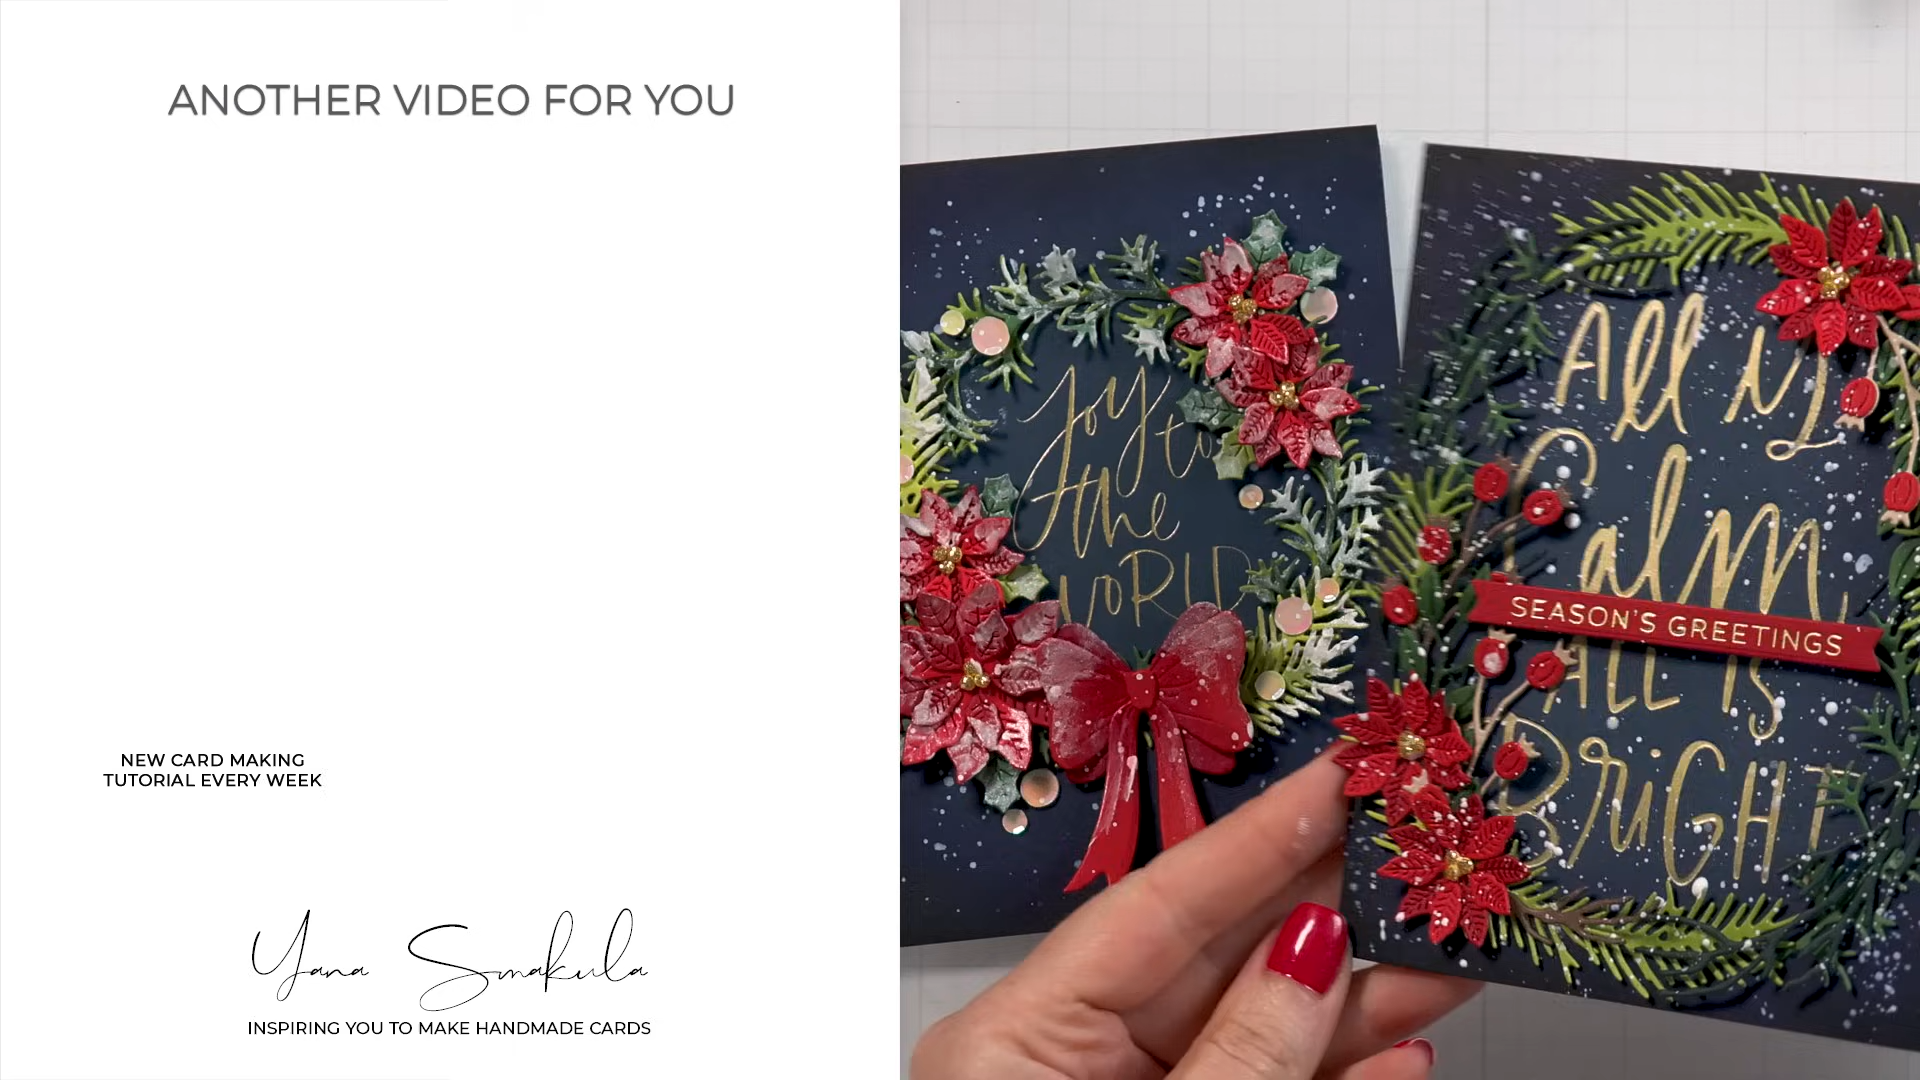 ANOTHER VIDEO FOR YOU
NEW CARD MAKING
TUTORIAL EVERY WEEK
Yana Smakula
INSPIRING YOU TO MAKE HANDMADE CARDS
Joy to
the
WORLD
All is
Calm
SEASON'S GREETINGS
ALL IS
BRIGHT